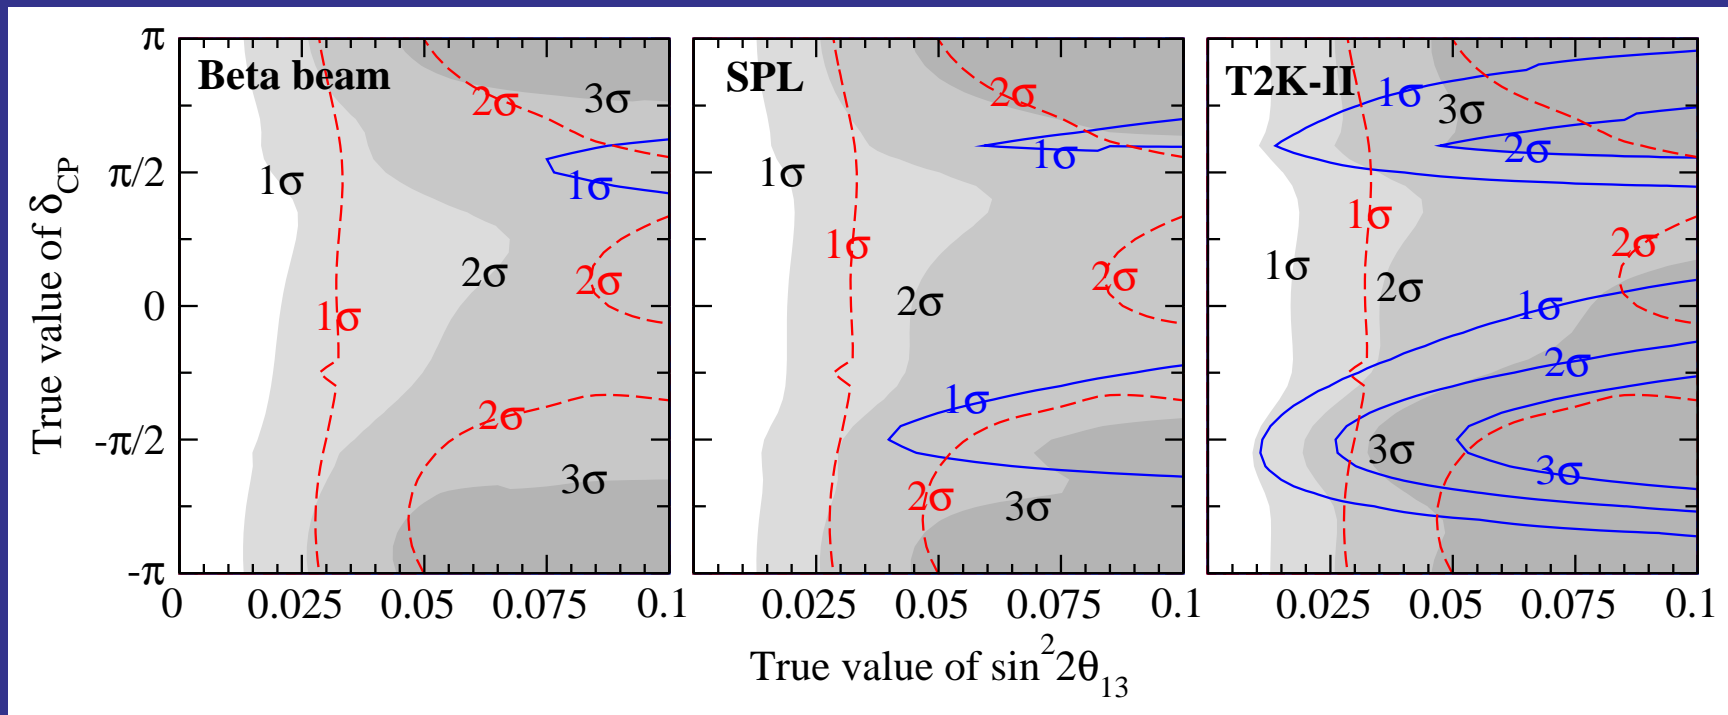 True value of δCP
π
π/2
0
-π/2
-π
Beta beam
2σ
3σ
1σ
1σ
2σ
2σ
1σ
2σ
3σ
SPL
2σ
1σ
1σ
1σ
2σ
2σ
1σ
2σ
3σ
T2K-II
1σ
3σ
2σ
1σ
2σ
1σ
2σ
1σ
2σ
3σ
3σ
0 0.025 0.05 0.075 0.1
0.025 0.05 0.075 0.1
0.025 0.05 0.075 0.1
True value of sin²2θ13